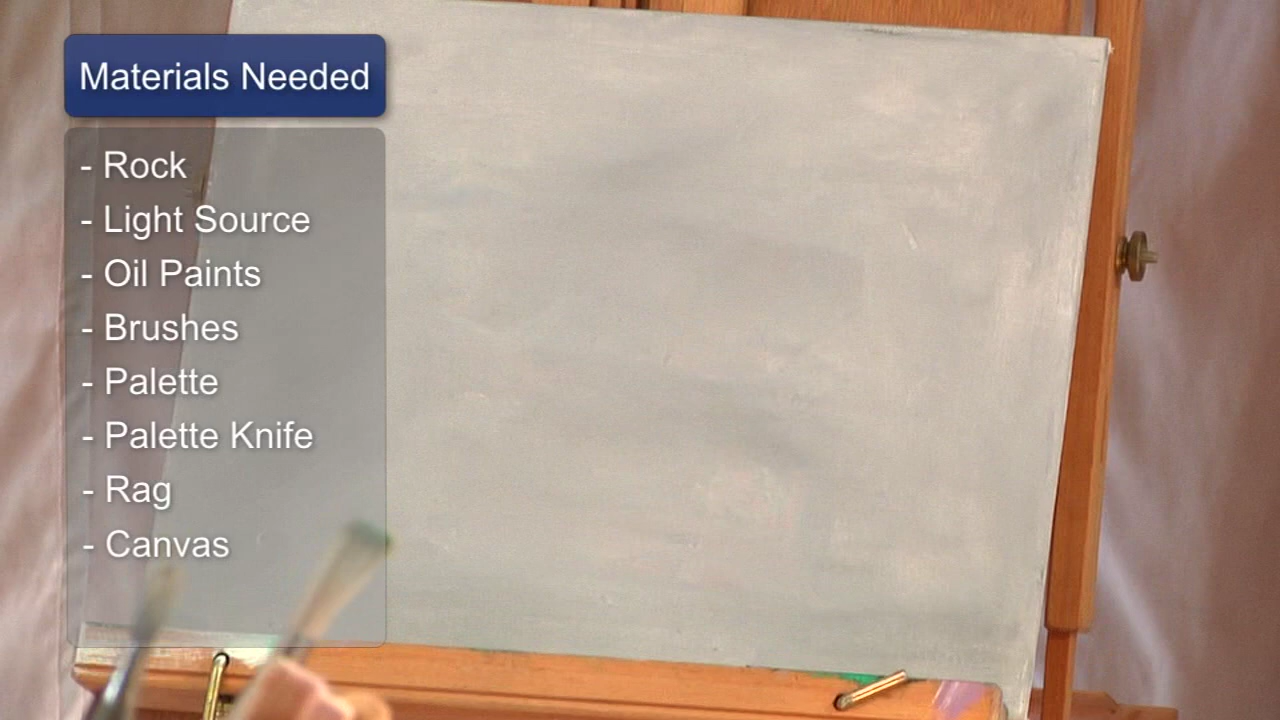 Materials Needed
- Rock
- Light Source
- Oil Paints
- Brushes
- Palette
- Palette Knife
- Rag
- Canvas